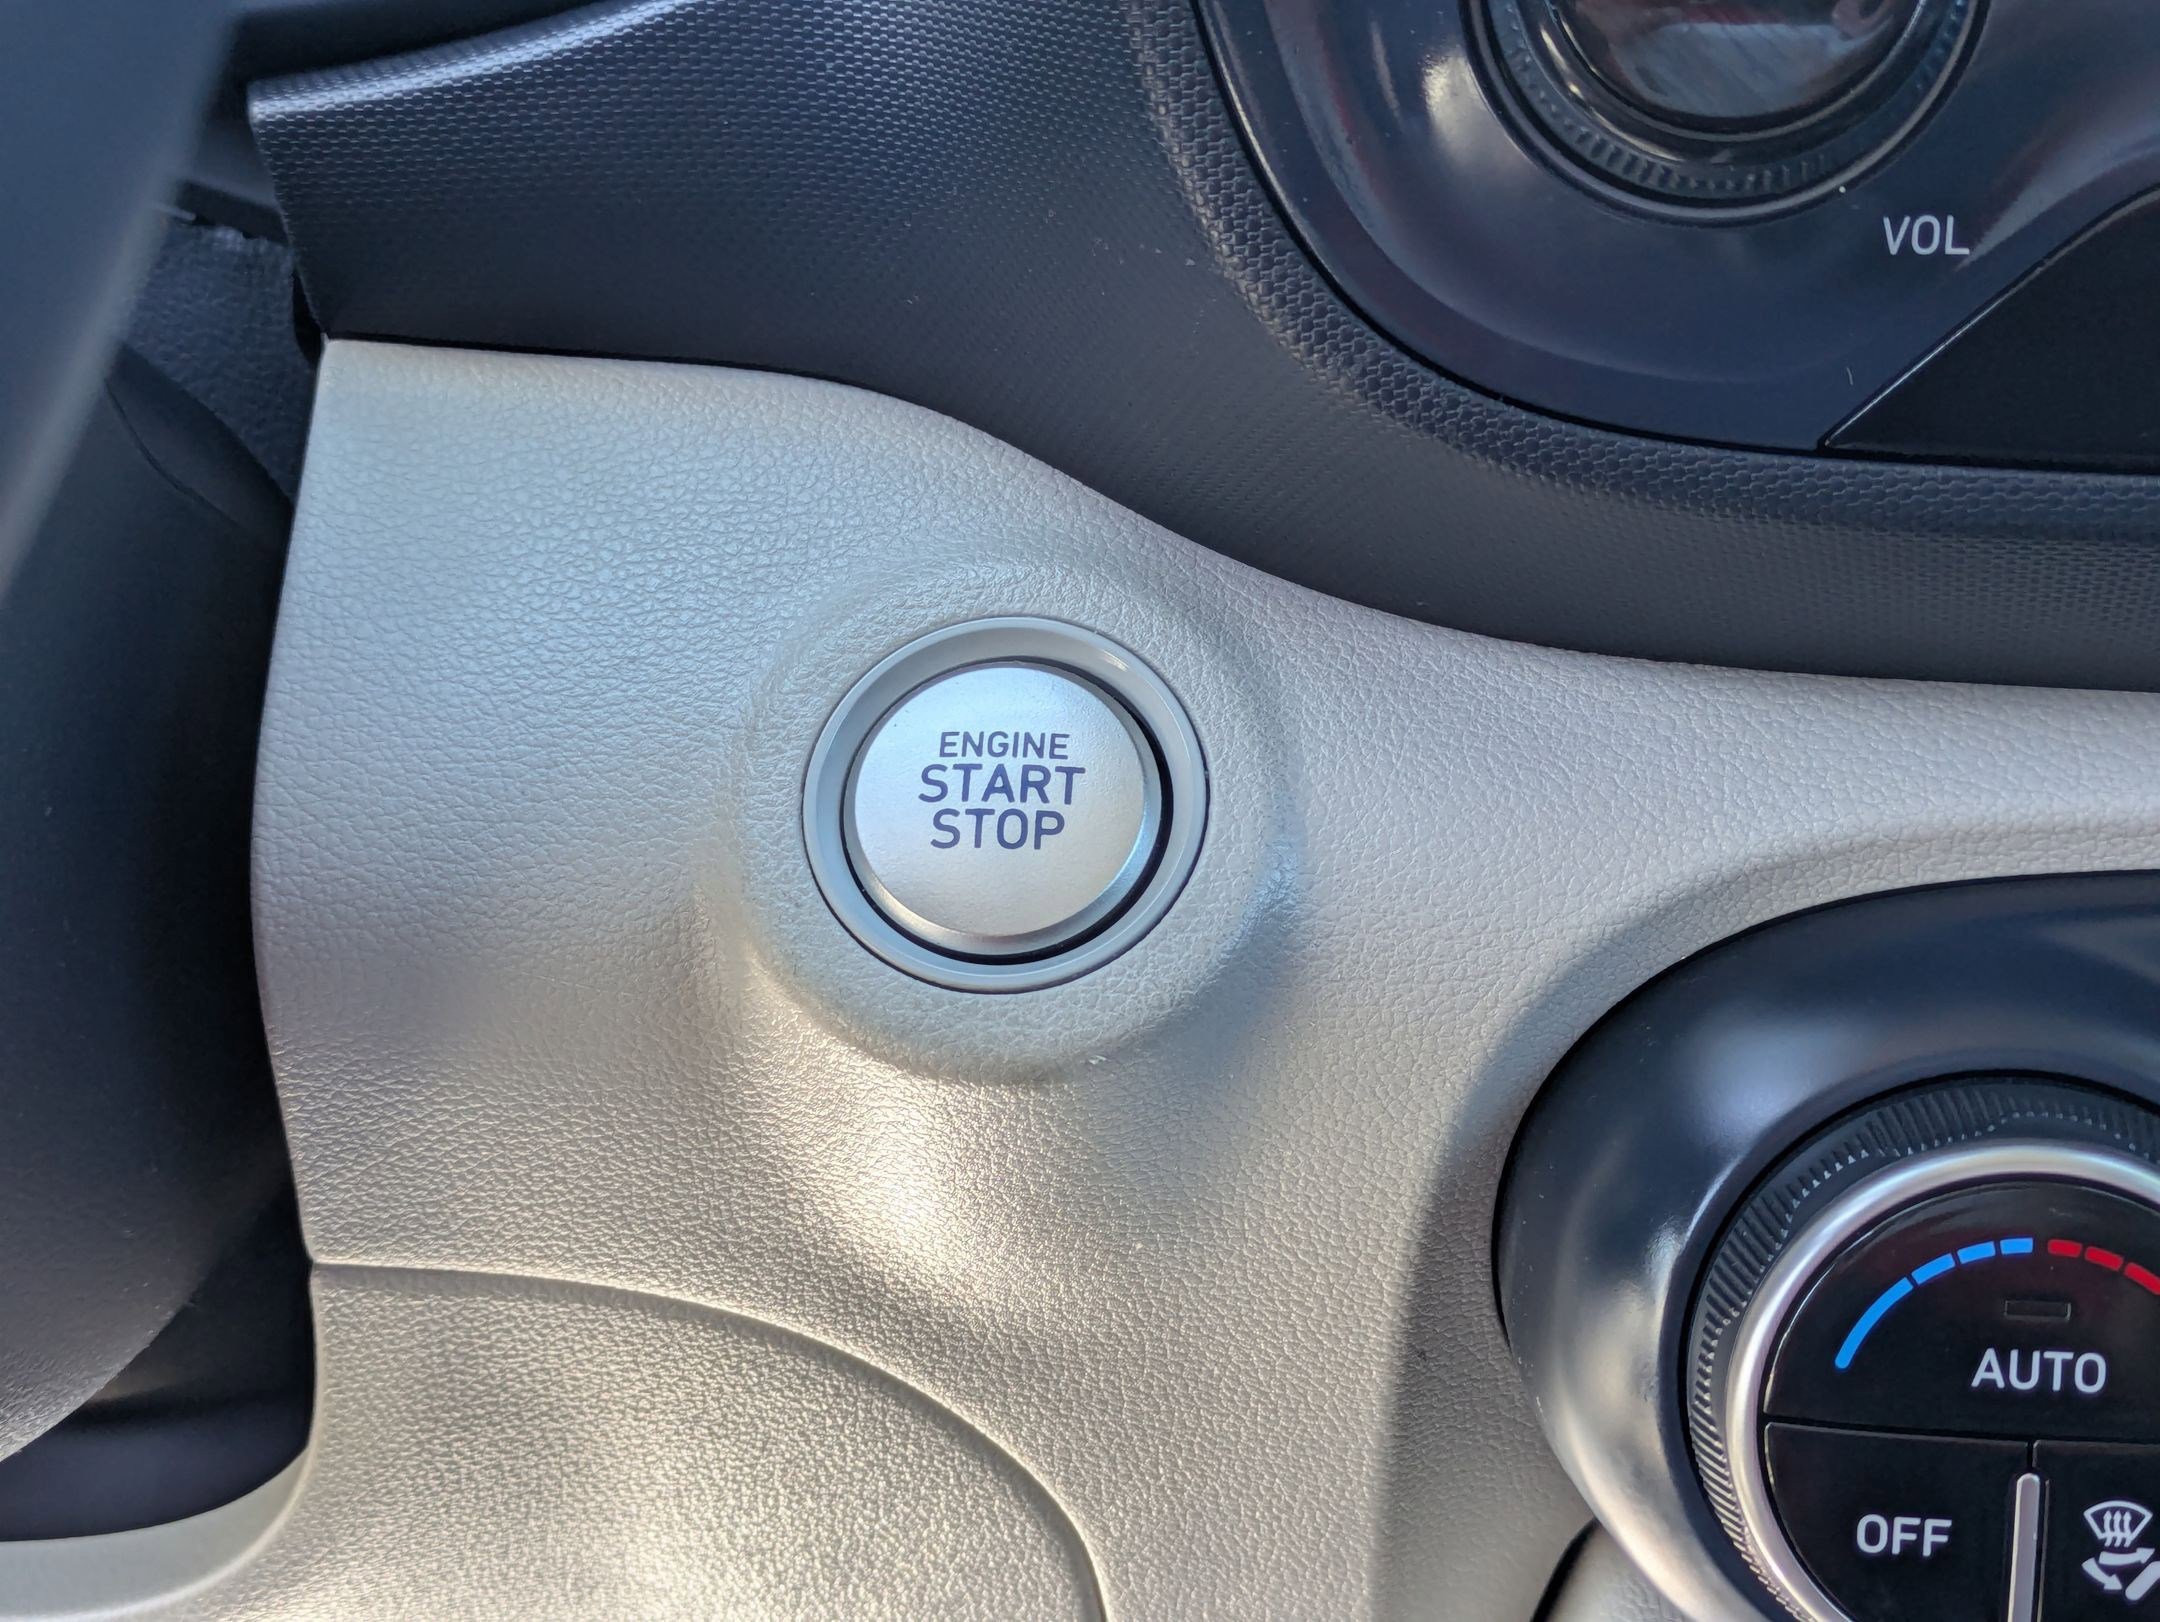 VOL
ENGINE
START
STOP
AUTO
OFF